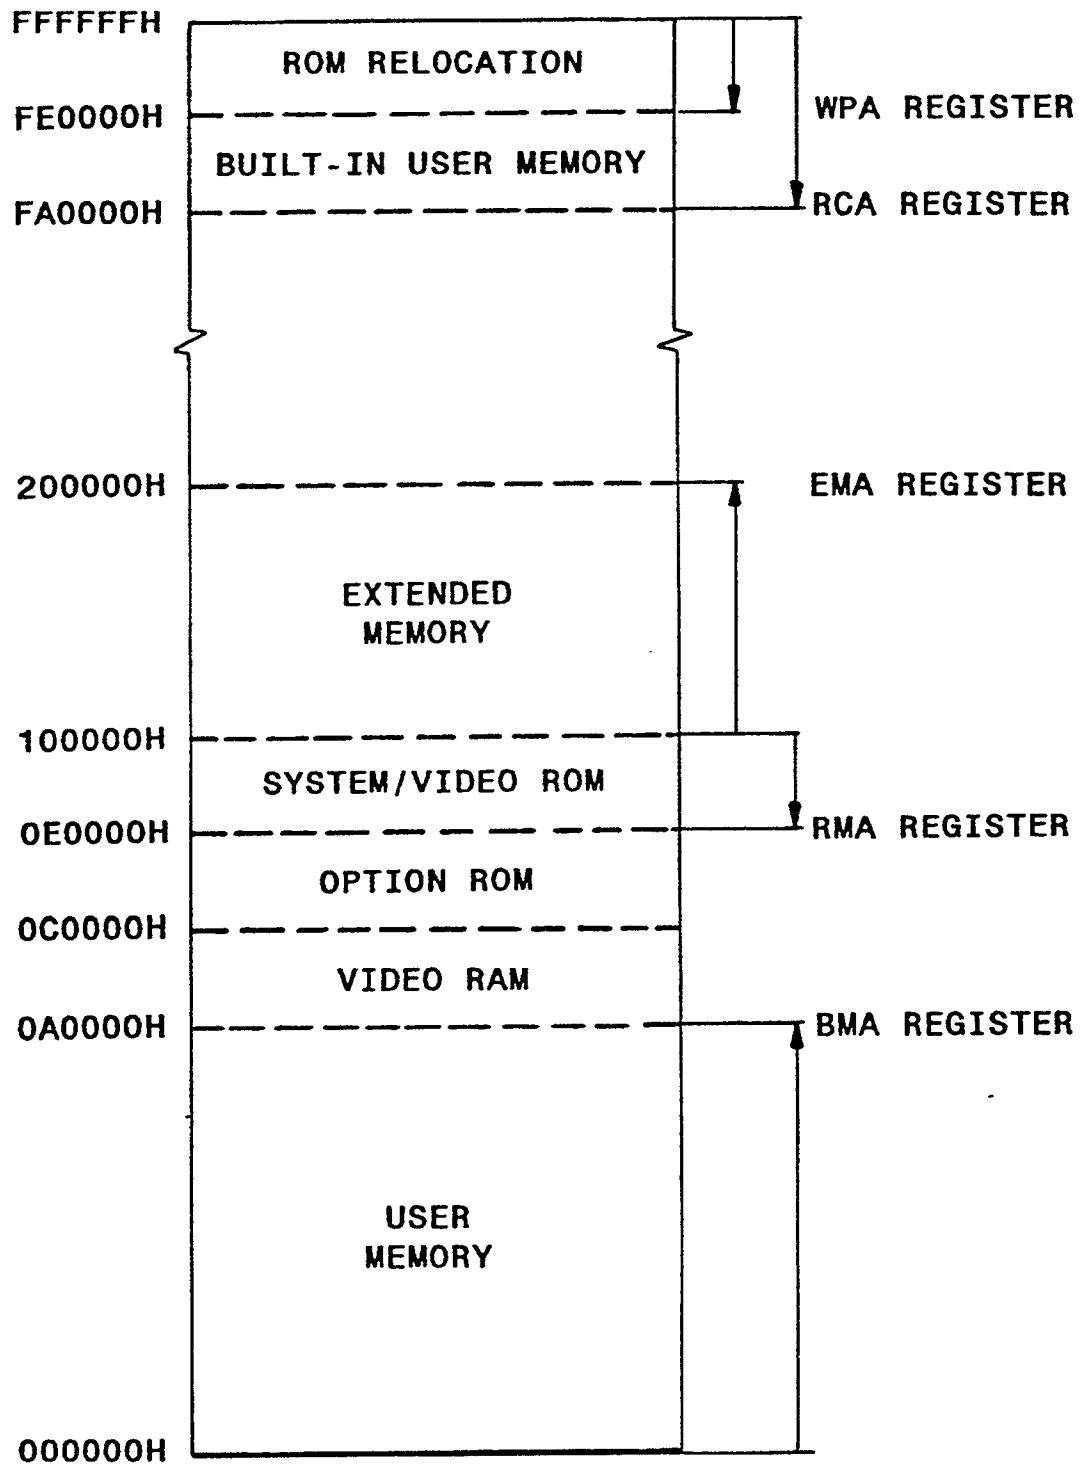 FFFFFFH
ROM RELOCATION
FE0000H
WPA REGISTER
BUILT-IN USER MEMORY
FA0000H
RCA REGISTER
200000H
EMA REGISTER
EXTENDED
MEMORY
100000H
SYSTEM/VIDEO ROM
0E0000H
RMA REGISTER
OPTION ROM
0C0000H
VIDEO RAM
0A0000H
BMA REGISTER
USER
MEMORY
000000H